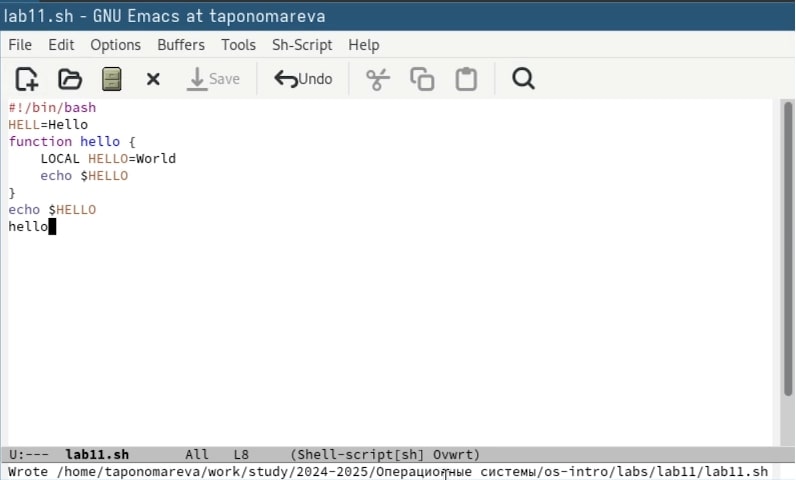 lab11.sh - GNU Emacs at taponomareva
File Edit Options Buffers Tools Sh-Script Help
Save Undo
#!/bin/bash
HELL=Hello
function hello {
    LOCAL HELLO=World
    echo $HELLO
}
echo $HELLO
hello
U:--- lab11.sh All L8 (Shell-script[sh] Ovwrt)
Wrote /home/taponomareva/work/study/2024-2025/Операционные системы/os-intro/labs/lab11/lab11.sh